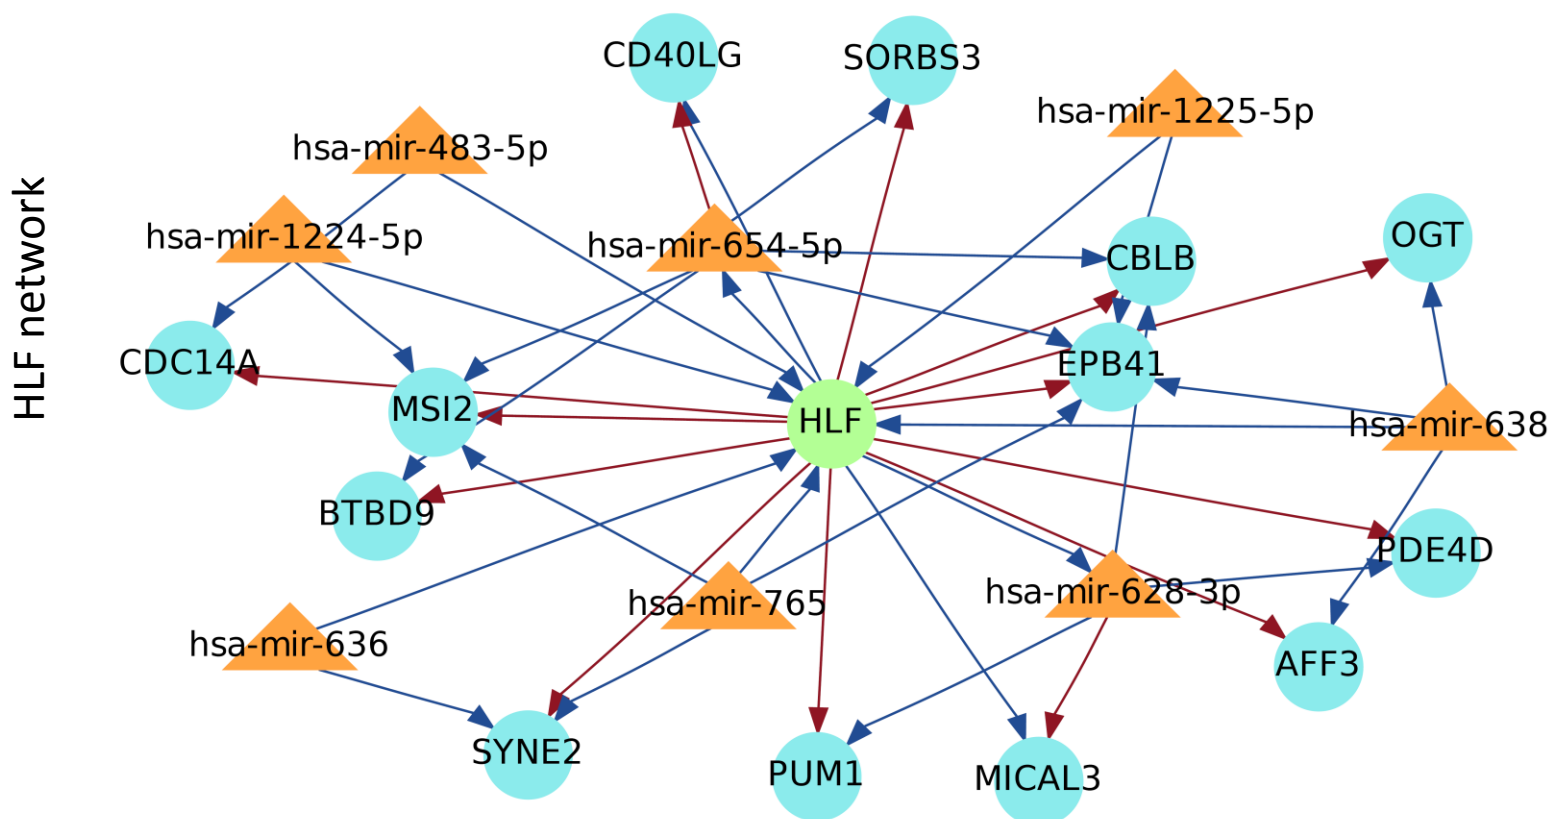 HLF network
CD40LG
SORBS3
hsa-mir-1225-5p
hsa-mir-483-5p
hsa-mir-1224-5p
hsa-mir-654-5p
CBLB
OGT
CDC14A
EPB41
MSI2
HLF
hsa-mir-638
BTBD9
PDE4D
hsa-mir-765
hsa-mir-628-3p
hsa-mir-636
AFF3
SYNE2
PUM1
MICAL3